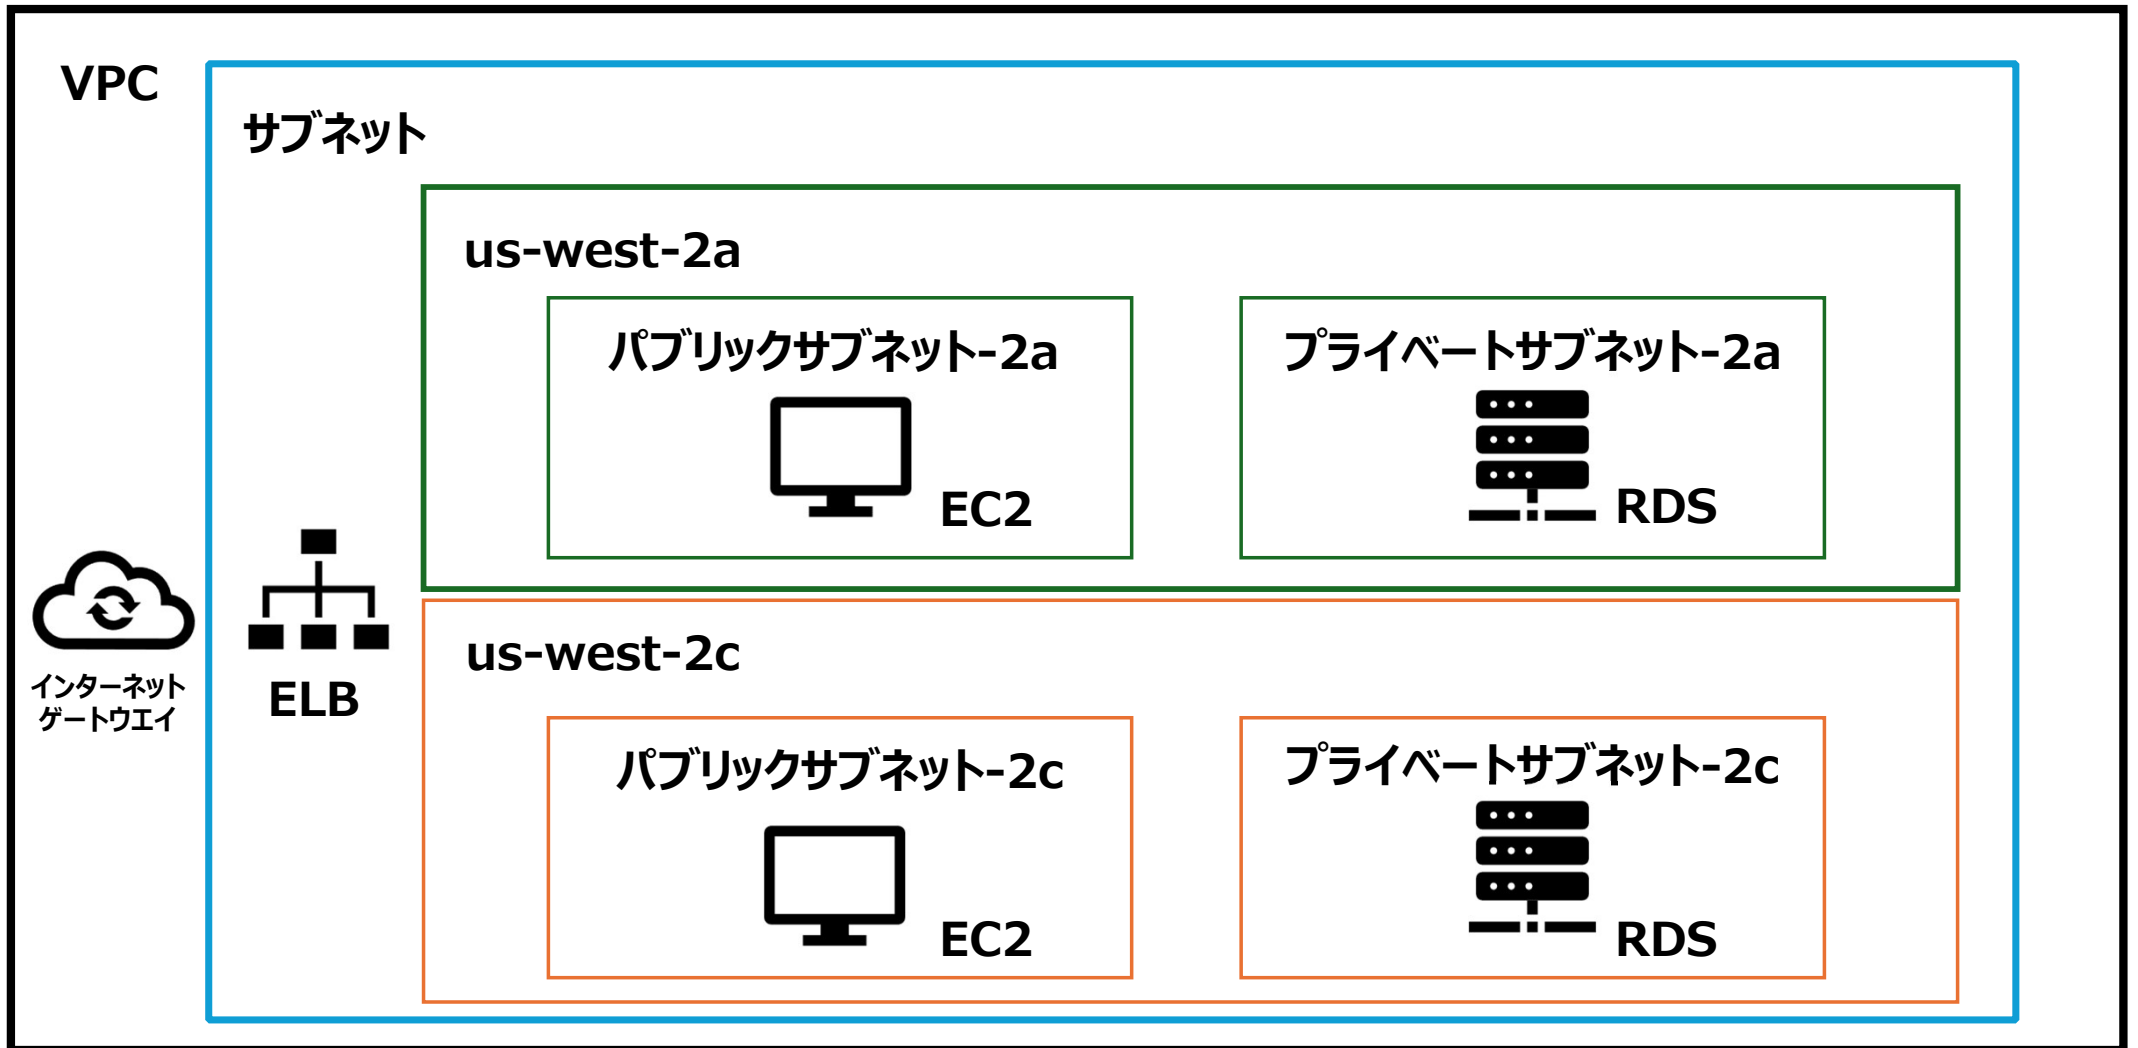 VPC
サブネット
us-west-2a
パブリックサブネット-2a
プライベートサブネット-2a
EC2
RDS
インターネット
ゲートウエイ
ELB
us-west-2c
パブリックサブネット-2c
プライベートサブネット-2c
EC2
RDS